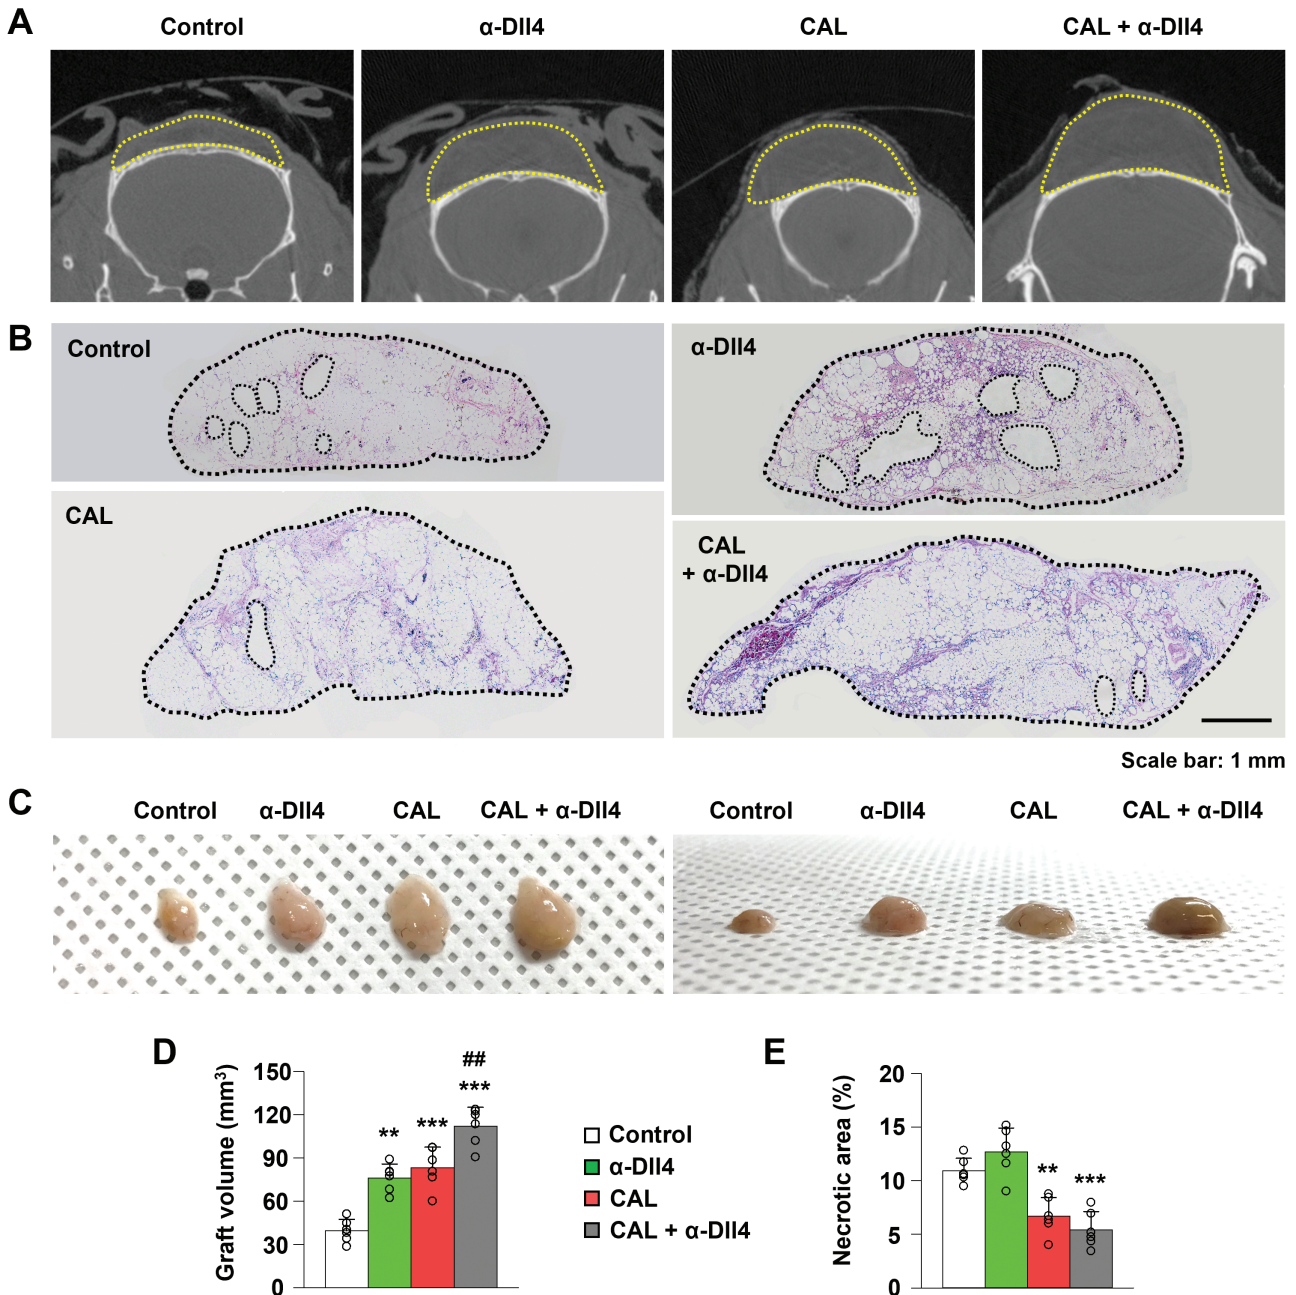 A
Control
α-Dll4
CAL
CAL + α-Dll4
B
Control
α-Dll4
CAL
CAL
+ α-Dll4
Scale bar: 1 mm
C
Control
α-Dll4
CAL
CAL + α-Dll4
Control
α-Dll4
CAL
CAL + α-Dll4
D
Graft volume (mm³)
150
120
90
60
30
0
**
***
##
***
Control
α-Dll4
CAL
CAL + α-Dll4
E
Necrotic area (%)
20
15
10
5
0
**
***